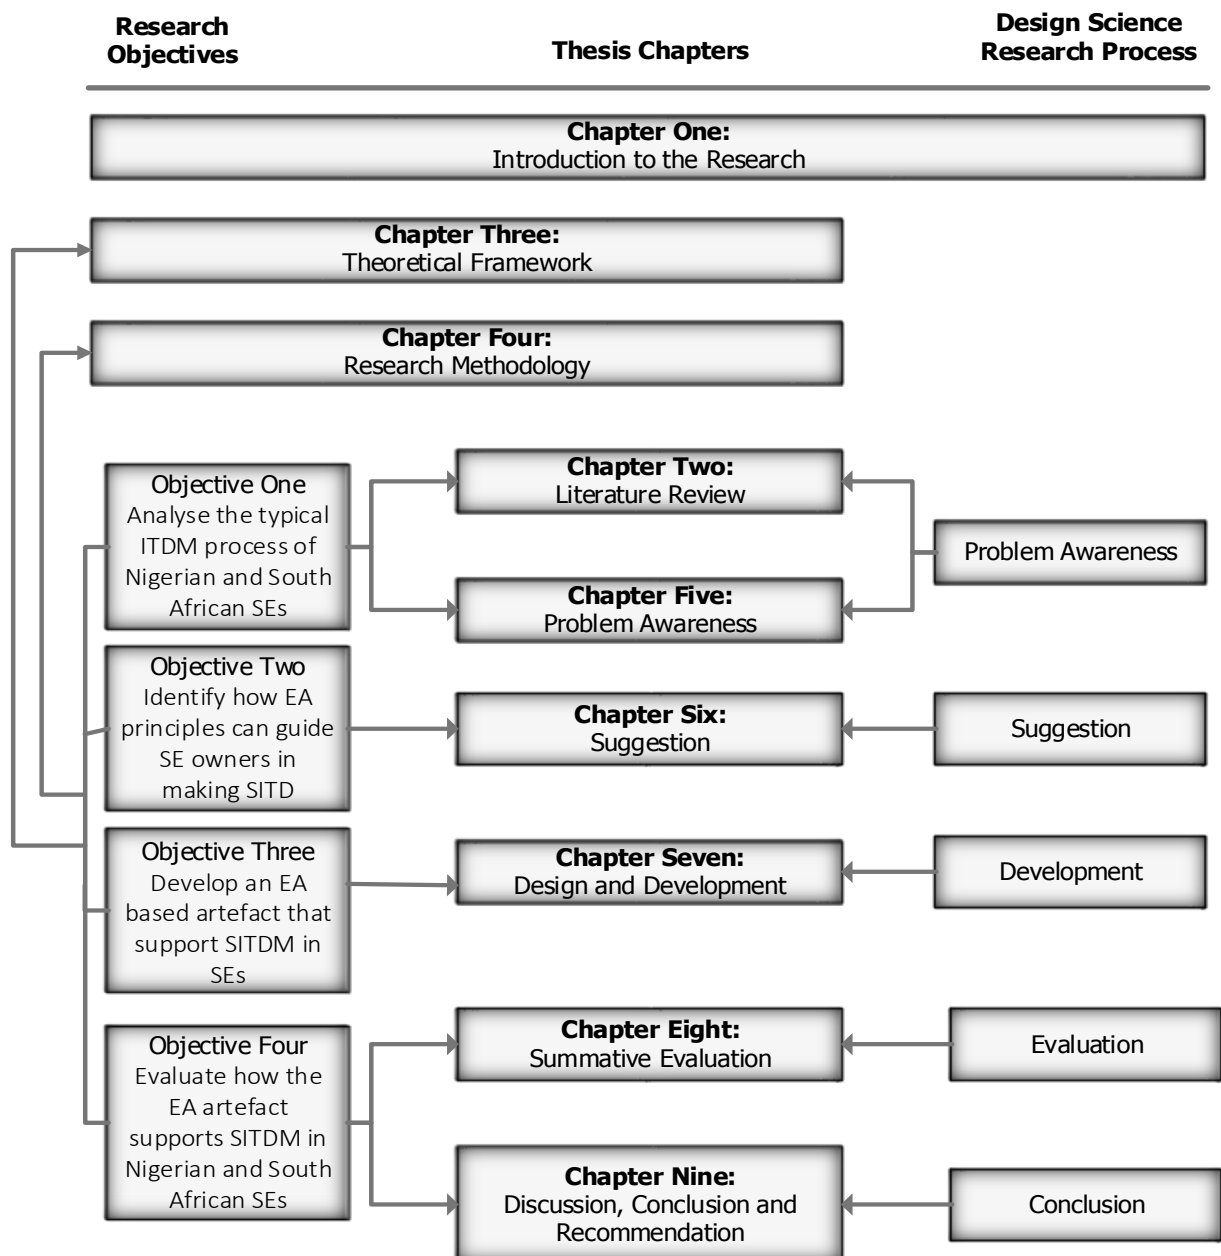 Research
Objectives
Thesis Chapters
Design Science
Research Process
Chapter One:
Introduction to the Research
Chapter Three:
Theoretical Framework
Chapter Four:
Research Methodology
Objective One
Analyse the typical
ITDM process of
Nigerian and South
African SEs
Chapter Two:
Literature Review
Chapter Five:
Problem Awareness
Problem Awareness
Objective Two
Identify how EA
principles can guide
SE owners in
making SITD
Chapter Six:
Suggestion
Suggestion
Objective Three
Develop an EA
based artefact that
support SITDM in
SEs
Chapter Seven:
Design and Development
Development
Objective Four
Evaluate how the
EA artefact
supports SITDM in
Nigerian and South
African SEs
Chapter Eight:
Summative Evaluation
Evaluation
Chapter Nine:
Discussion, Conclusion and
Recommendation
Conclusion